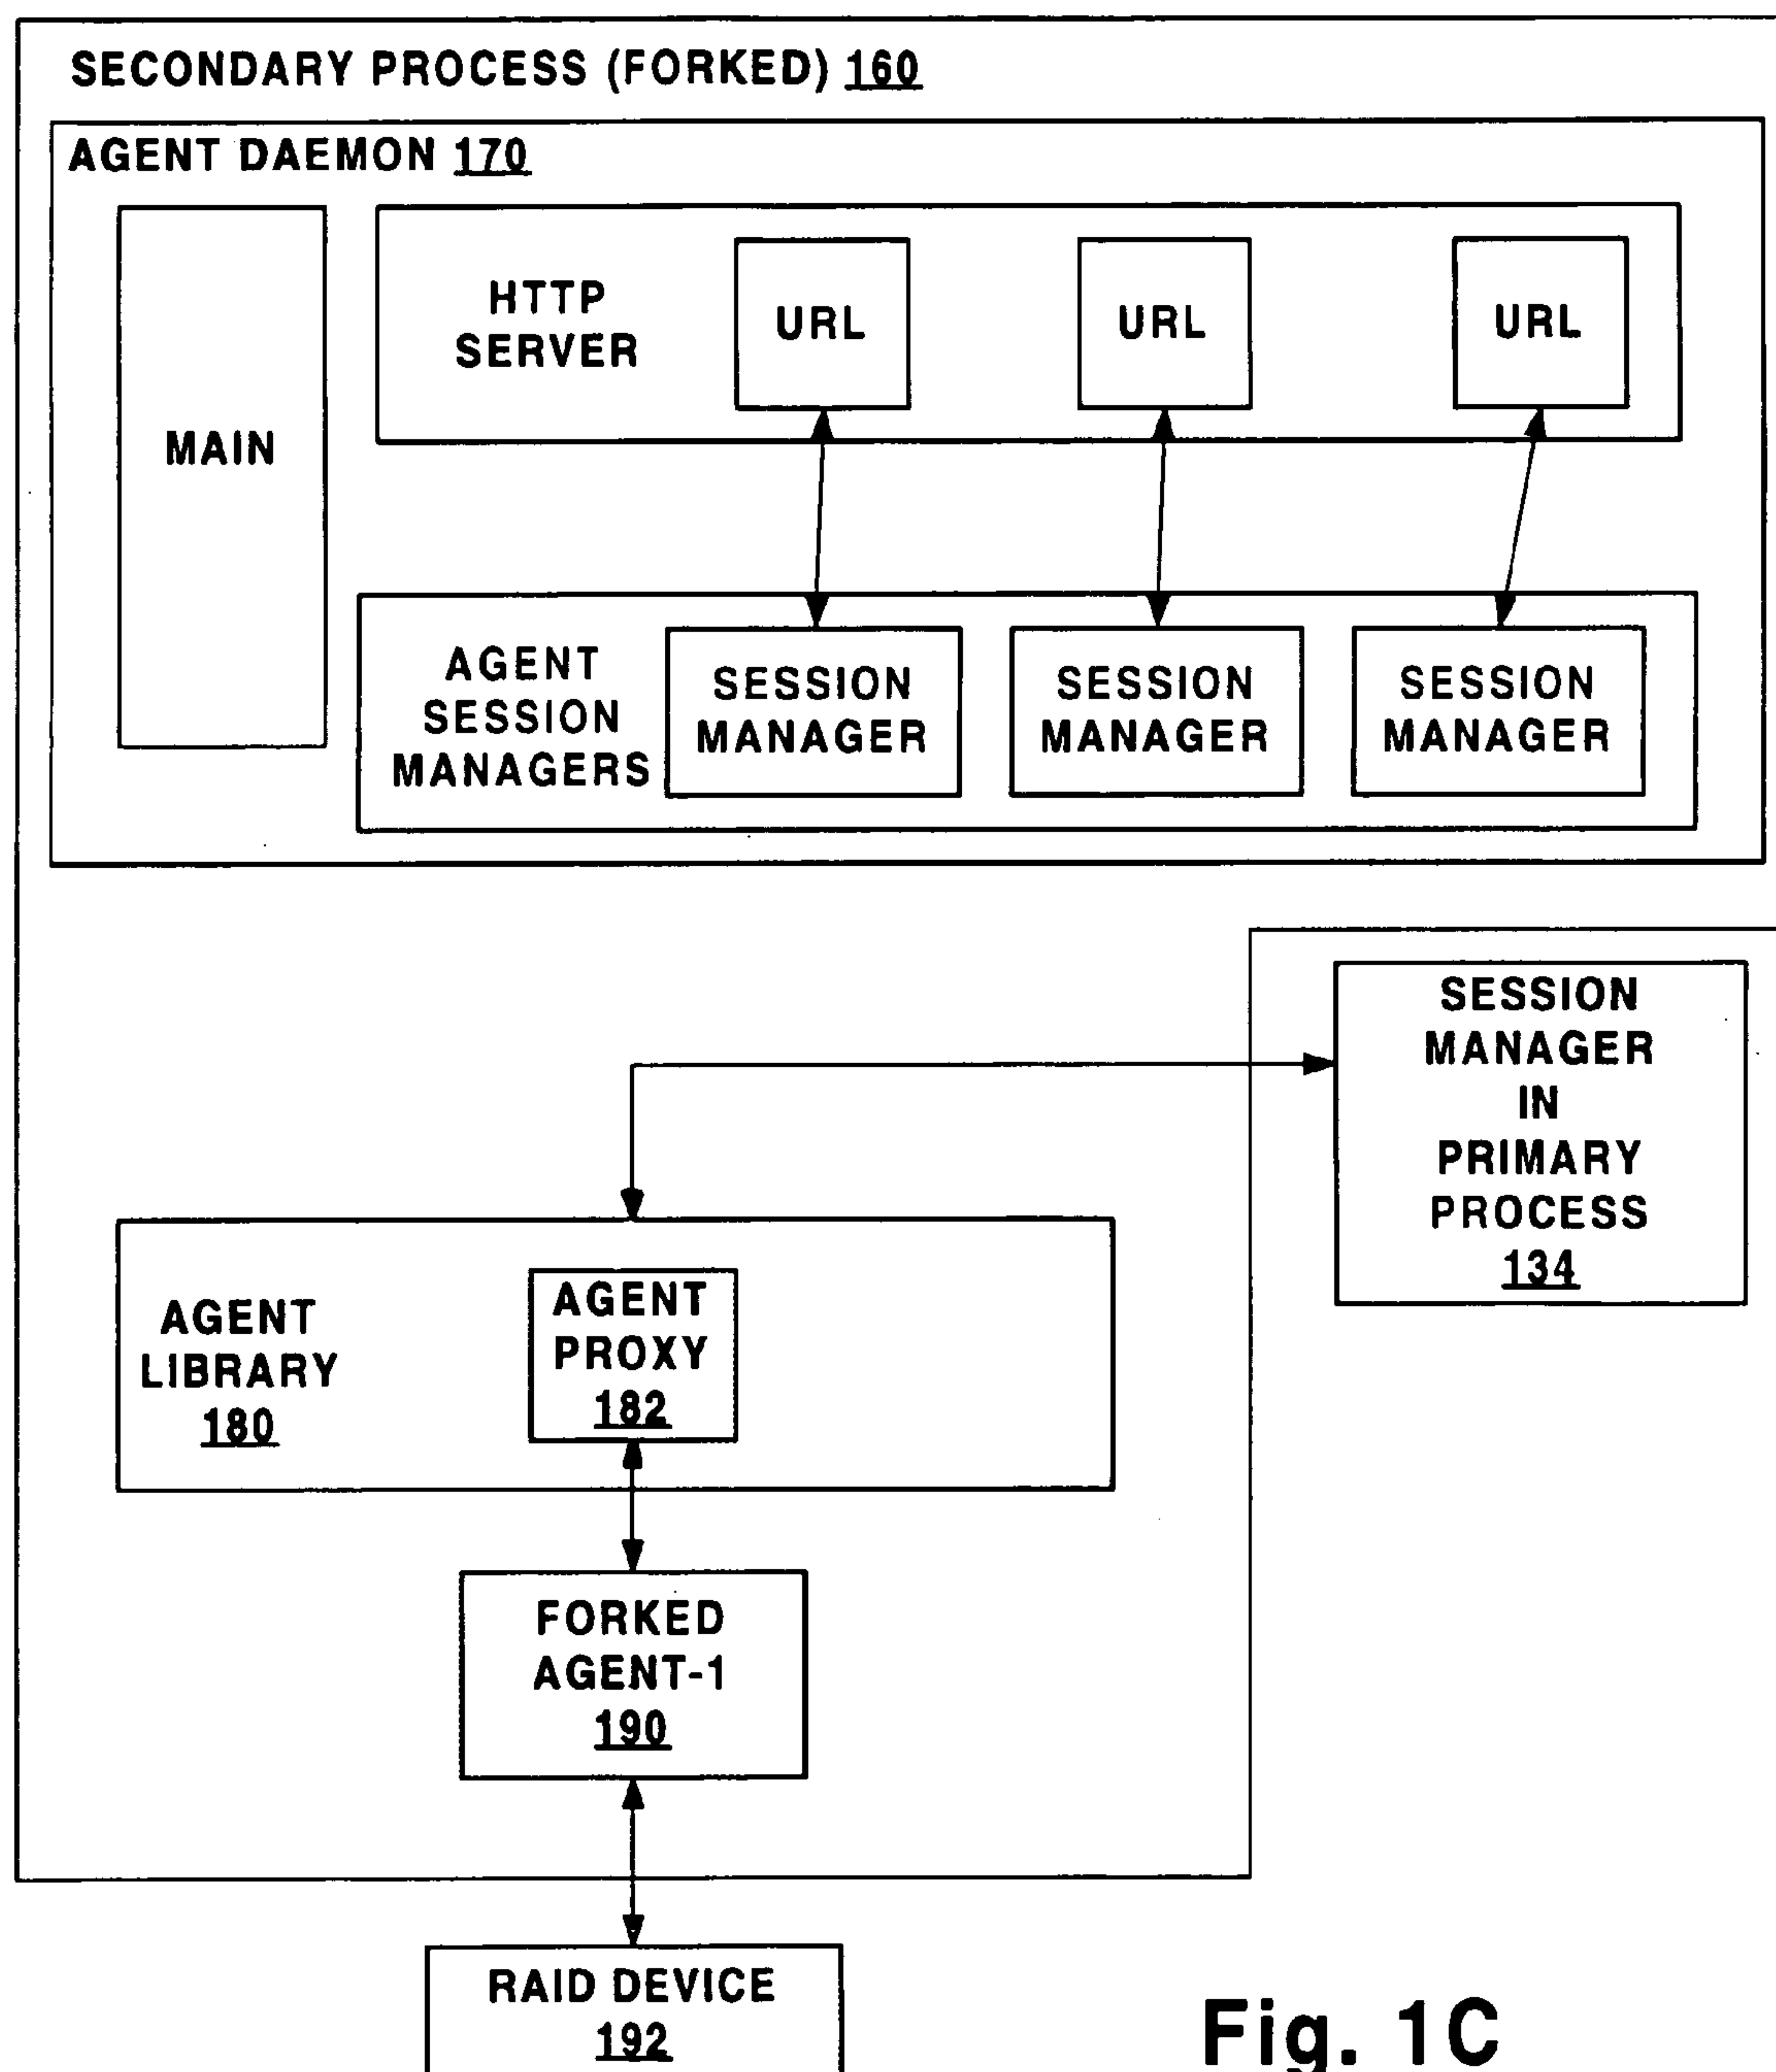 SECONDARY PROCESS (FORKED) 160
AGENT DAEMON 170
MAIN
HTTP
SERVER
URL
URL
URL
AGENT
SESSION
MANAGERS
SESSION
MANAGER
SESSION
MANAGER
SESSION
MANAGER
SESSION
MANAGER
IN
PRIMARY
PROCESS
134
AGENT
LIBRARY
180
AGENT
PROXY
182
FORKED
AGENT-1
190
RAID DEVICE
192
Fig. 1C